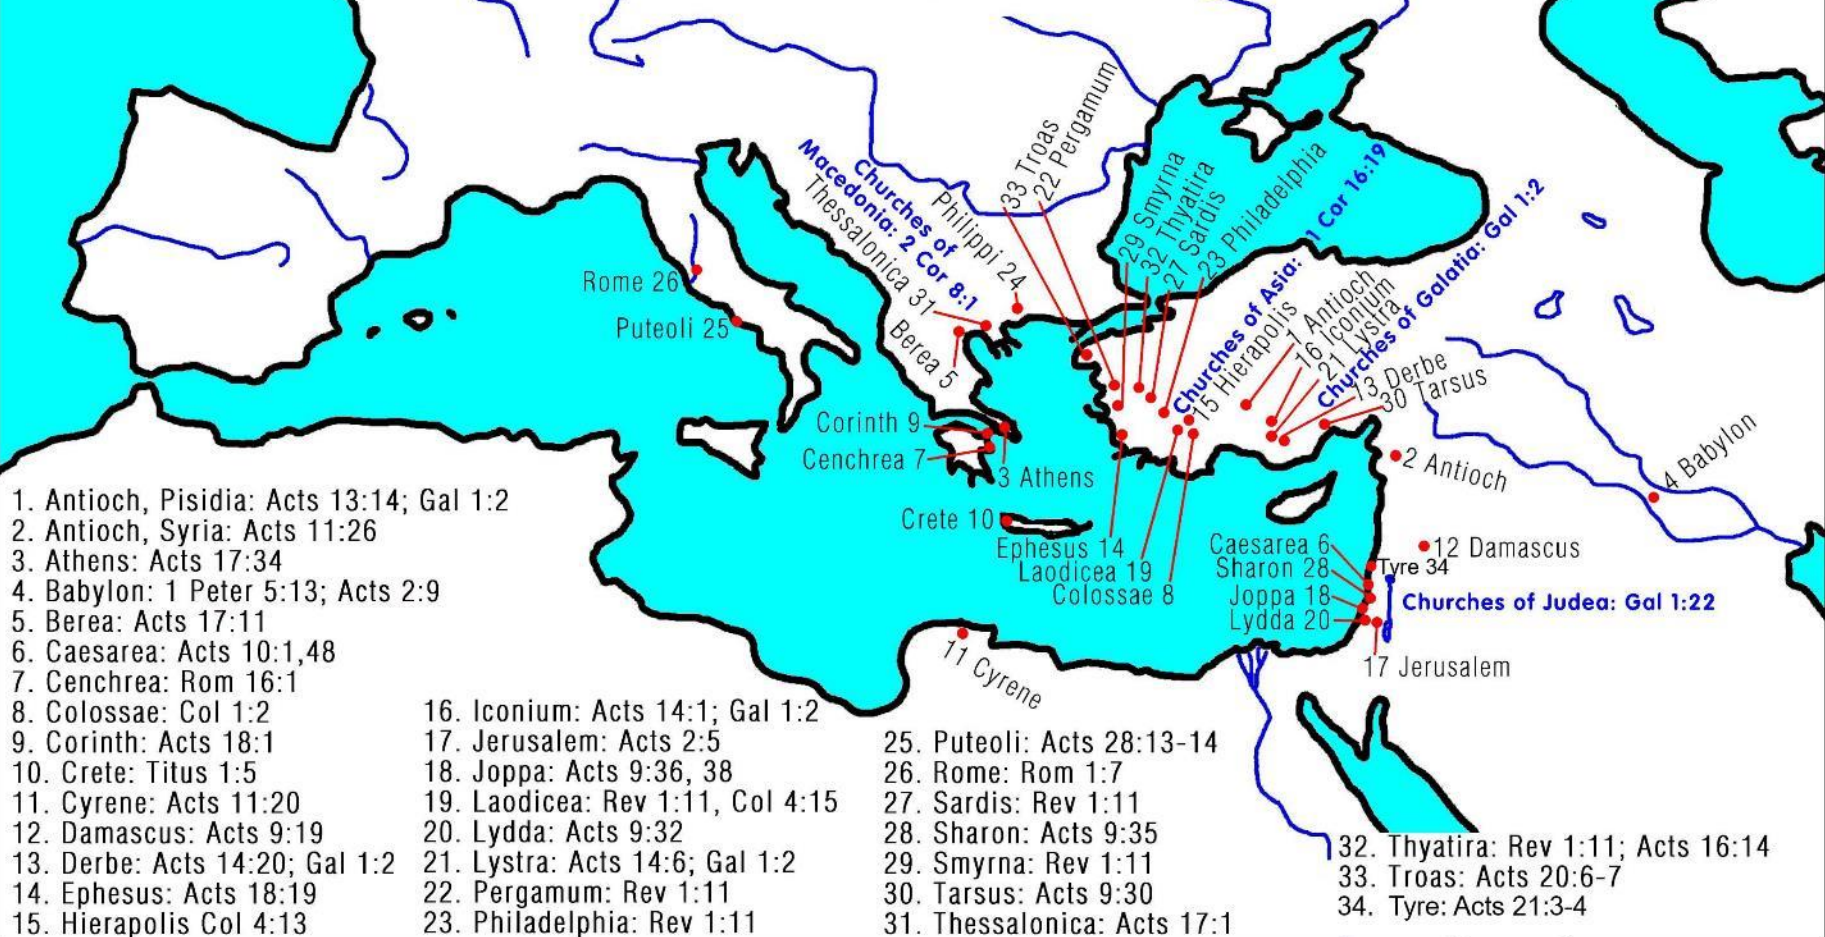 33 Troas
22 Pergamum
Churches of
Macedonia: 2 Cor 8:1
Thessalonica 31
Philippi 24
Berea 5
29 Smyrna
32 Thyatira
27 Sardis
23 Philadelphia
Churches of Asia: 1 Cor 16:19
15 Hierapolis
1 Antioch
16 Iconium
21 Lystra
Churches of Galatia: Gal 1:2
13 Derbe
30 Tarsus
Rome 26
Puteoli 25
Corinth 9
Cenchrea 7
3 Athens
Crete 10
Ephesus 14
Laodicea 19
Colossae 8
2 Antioch
4 Babylon
12 Damascus
Caesarea 6
Tyre 34
Sharon 28
Joppa 18
Lydda 20
Churches of Judea: Gal 1:22
17 Jerusalem
11 Cyrene
1. Antioch, Pisidia: Acts 13:14; Gal 1:2
2. Antioch, Syria: Acts 11:26
3. Athens: Acts 17:34
4. Babylon: 1 Peter 5:13; Acts 2:9
5. Berea: Acts 17:11
6. Caesarea: Acts 10:1,48
7. Cenchrea: Rom 16:1
8. Colossae: Col 1:2
9. Corinth: Acts 18:1
10. Crete: Titus 1:5
11. Cyrene: Acts 11:20
12. Damascus: Acts 9:19
13. Derbe: Acts 14:20; Gal 1:2
14. Ephesus: Acts 18:19
15. Hierapolis Col 4:13
16. Iconium: Acts 14:1; Gal 1:2
17. Jerusalem: Acts 2:5
18. Joppa: Acts 9:36, 38
19. Laodicea: Rev 1:11, Col 4:15
20. Lydda: Acts 9:32
21. Lystra: Acts 14:6; Gal 1:2
22. Pergamum: Rev 1:11
23. Philadelphia: Rev 1:11
25. Puteoli: Acts 28:13-14
26. Rome: Rom 1:7
27. Sardis: Rev 1:11
28. Sharon: Acts 9:35
29. Smyrna: Rev 1:11
30. Tarsus: Acts 9:30
31. Thessalonica: Acts 17:1
32. Thyatira: Rev 1:11; Acts 16:14
33. Troas: Acts 20:6-7
34. Tyre: Acts 21:3-4